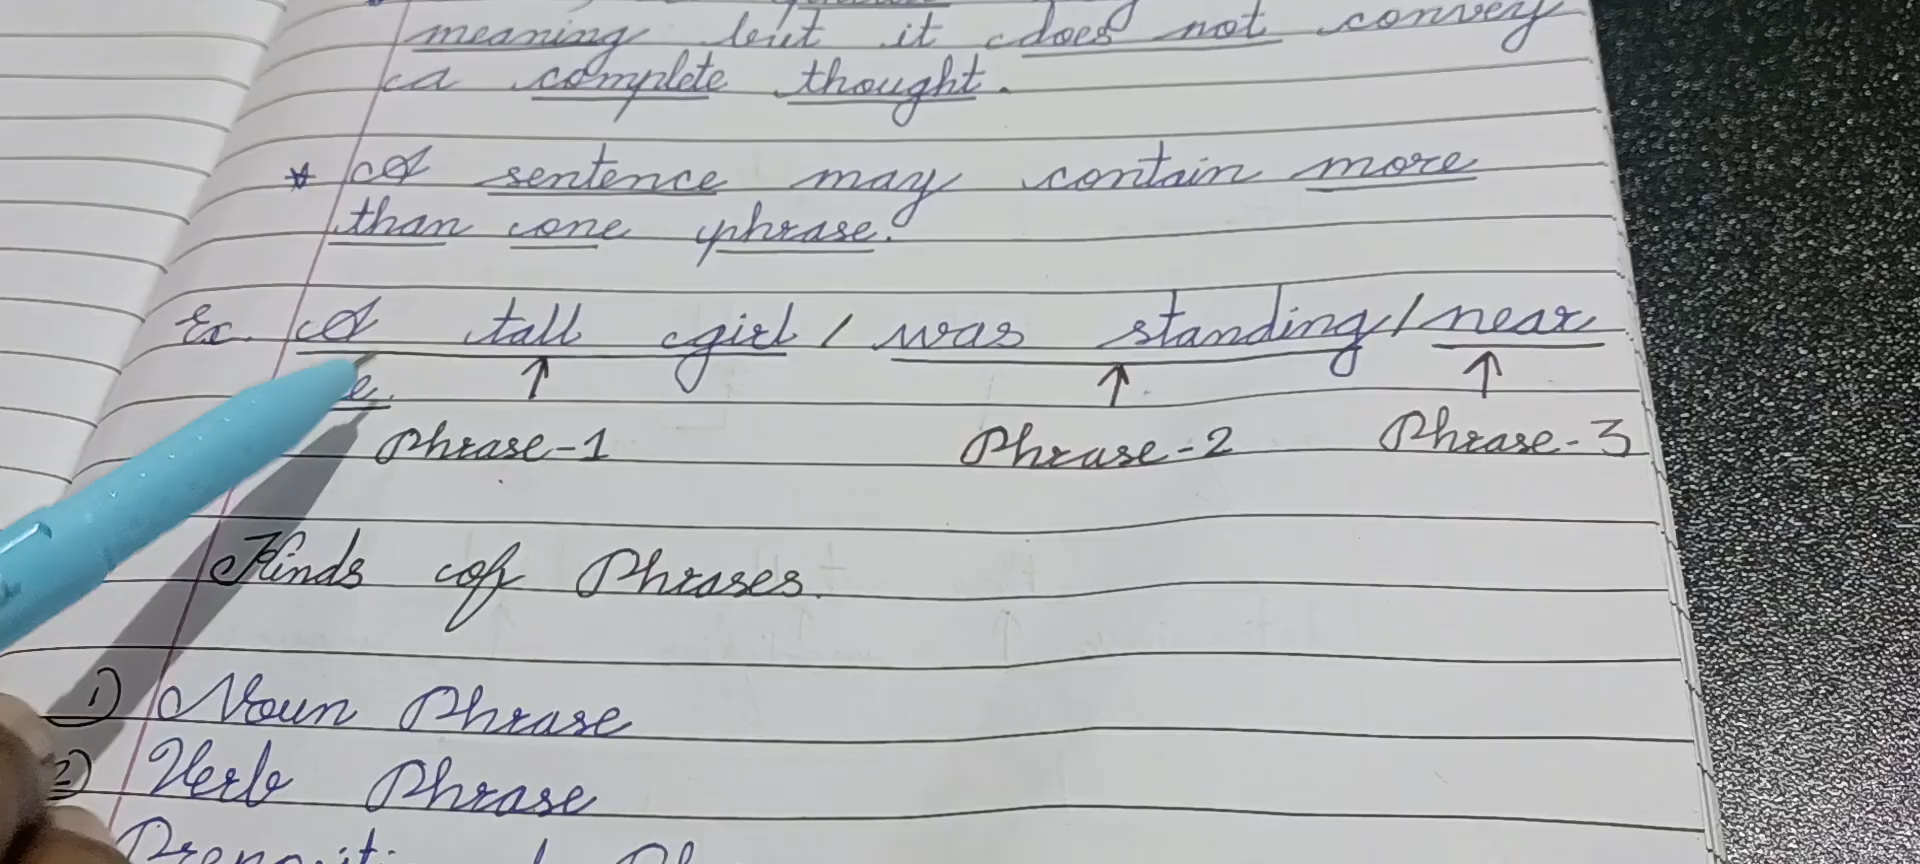 meaning but it does not convey
a complete thought.
* A sentence may contain more
than one phrase.
Ex. A tall girl / was standing / near
Phrase-1 Phrase-2 Phrase-3
Kinds of Phrases.
1) Noun Phrase
2) Verb Phrase